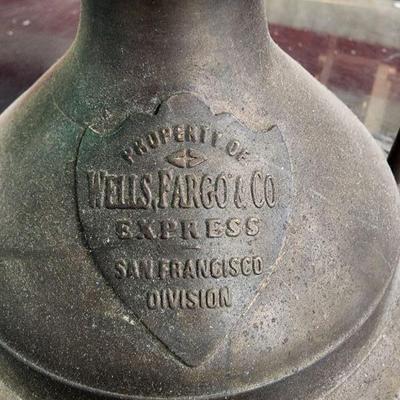 PROPERTY OF
WELLS, FARGO & CO
EXPRESS
SAN FRANCISCO
DIVISION